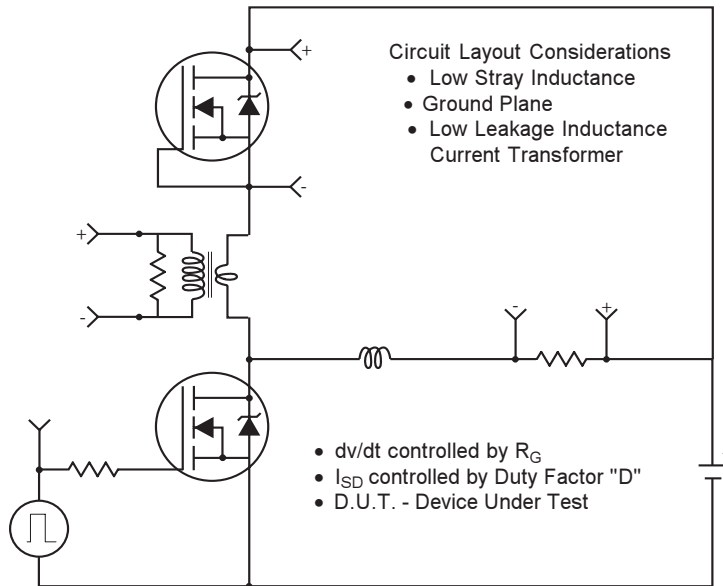 +
Circuit Layout Considerations
• Low Stray Inductance
• Ground Plane
• Low Leakage Inductance
Current Transformer
-
+
-
- +
• dv/dt controlled by RG
• ISD controlled by Duty Factor "D"
• D.U.T. - Device Under Test